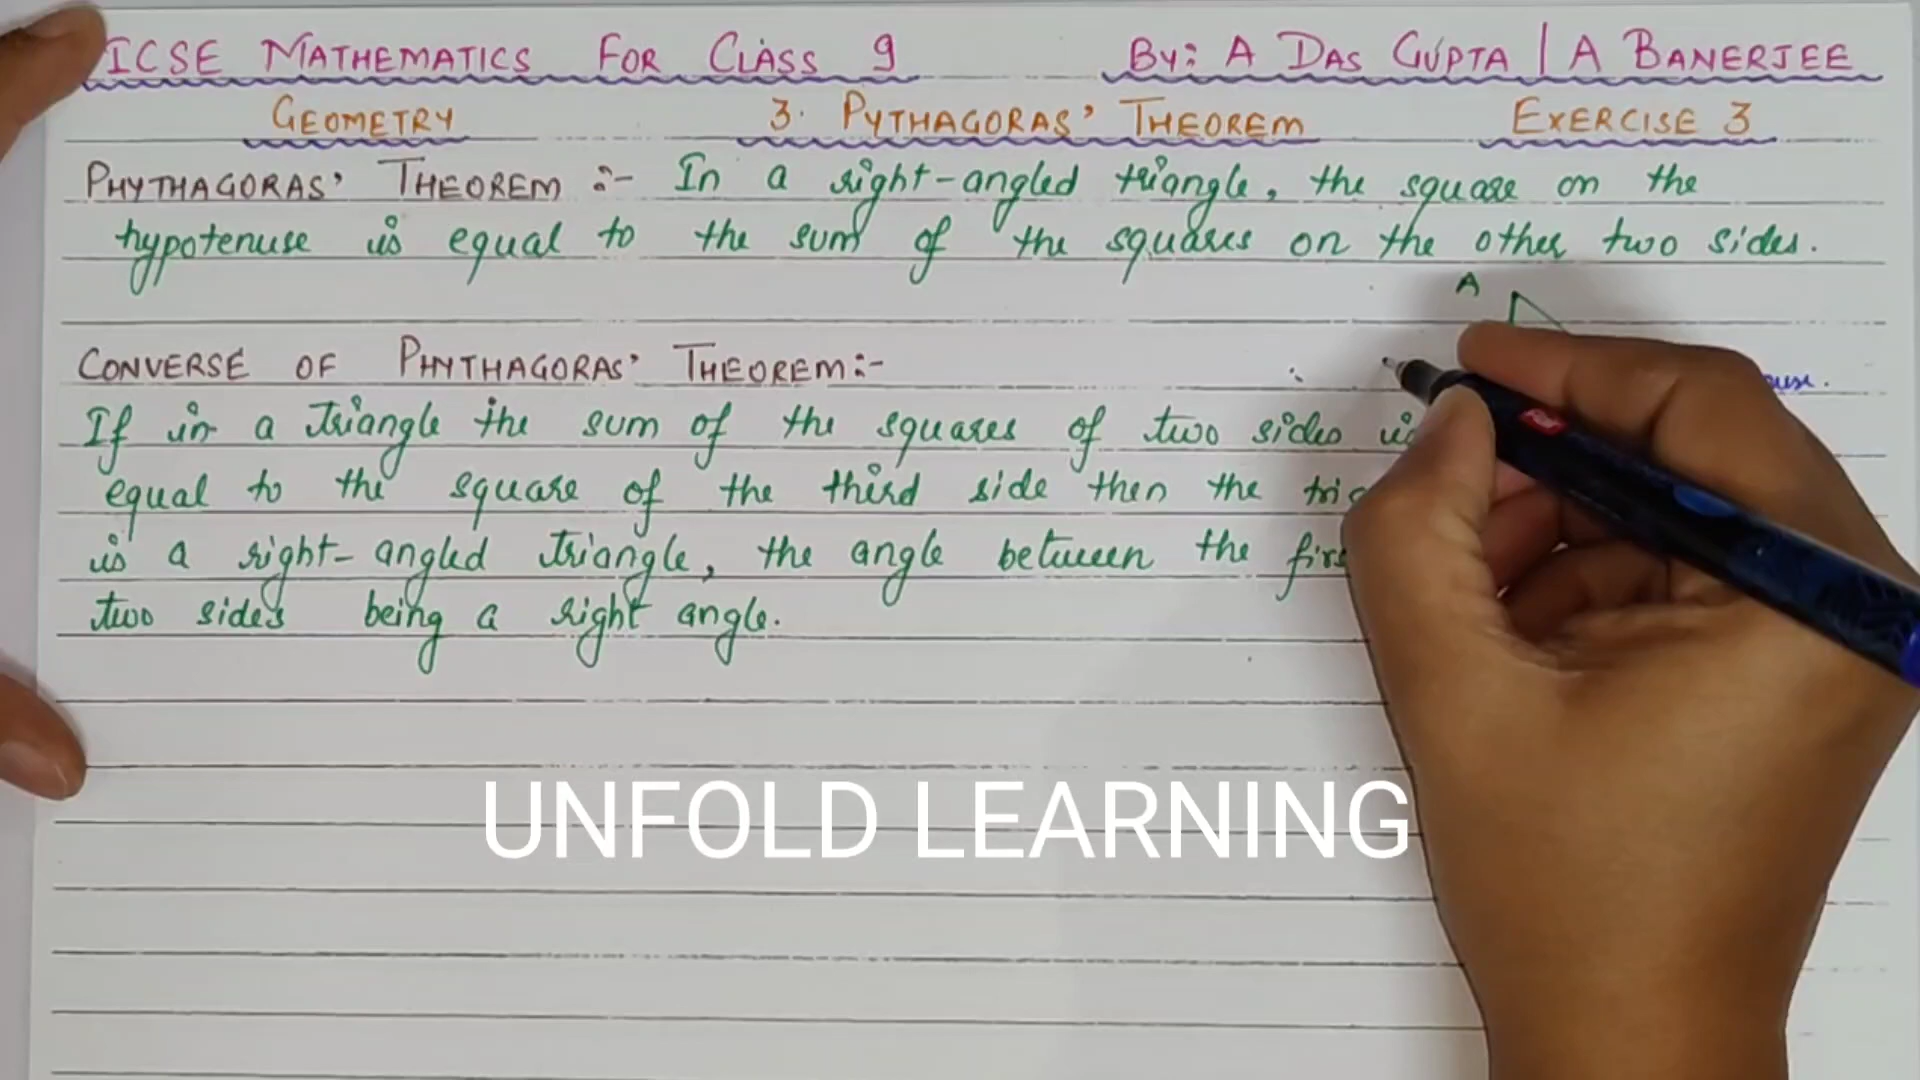 ICSE MATHEMATICS FOR CLASS 9 BY: A DAS GUPTA | A BANERJEE
GEOMETRY 3. PYTHAGORAS' THEOREM EXERCISE 3
PHYTHAGORAS' THEOREM :- In a right-angled triangle, the square on the
hypotenuse is equal to the sum of the squares on the other two sides.
A
CONVERSE OF PHYTHAGORAS' THEOREM:-
If in a triangle the sum of the squares of two sides is
equal to the square of the third side then the
is a right-angled triangle, the angle between the
two sides being a right angle.
UNFOLD LEARNING